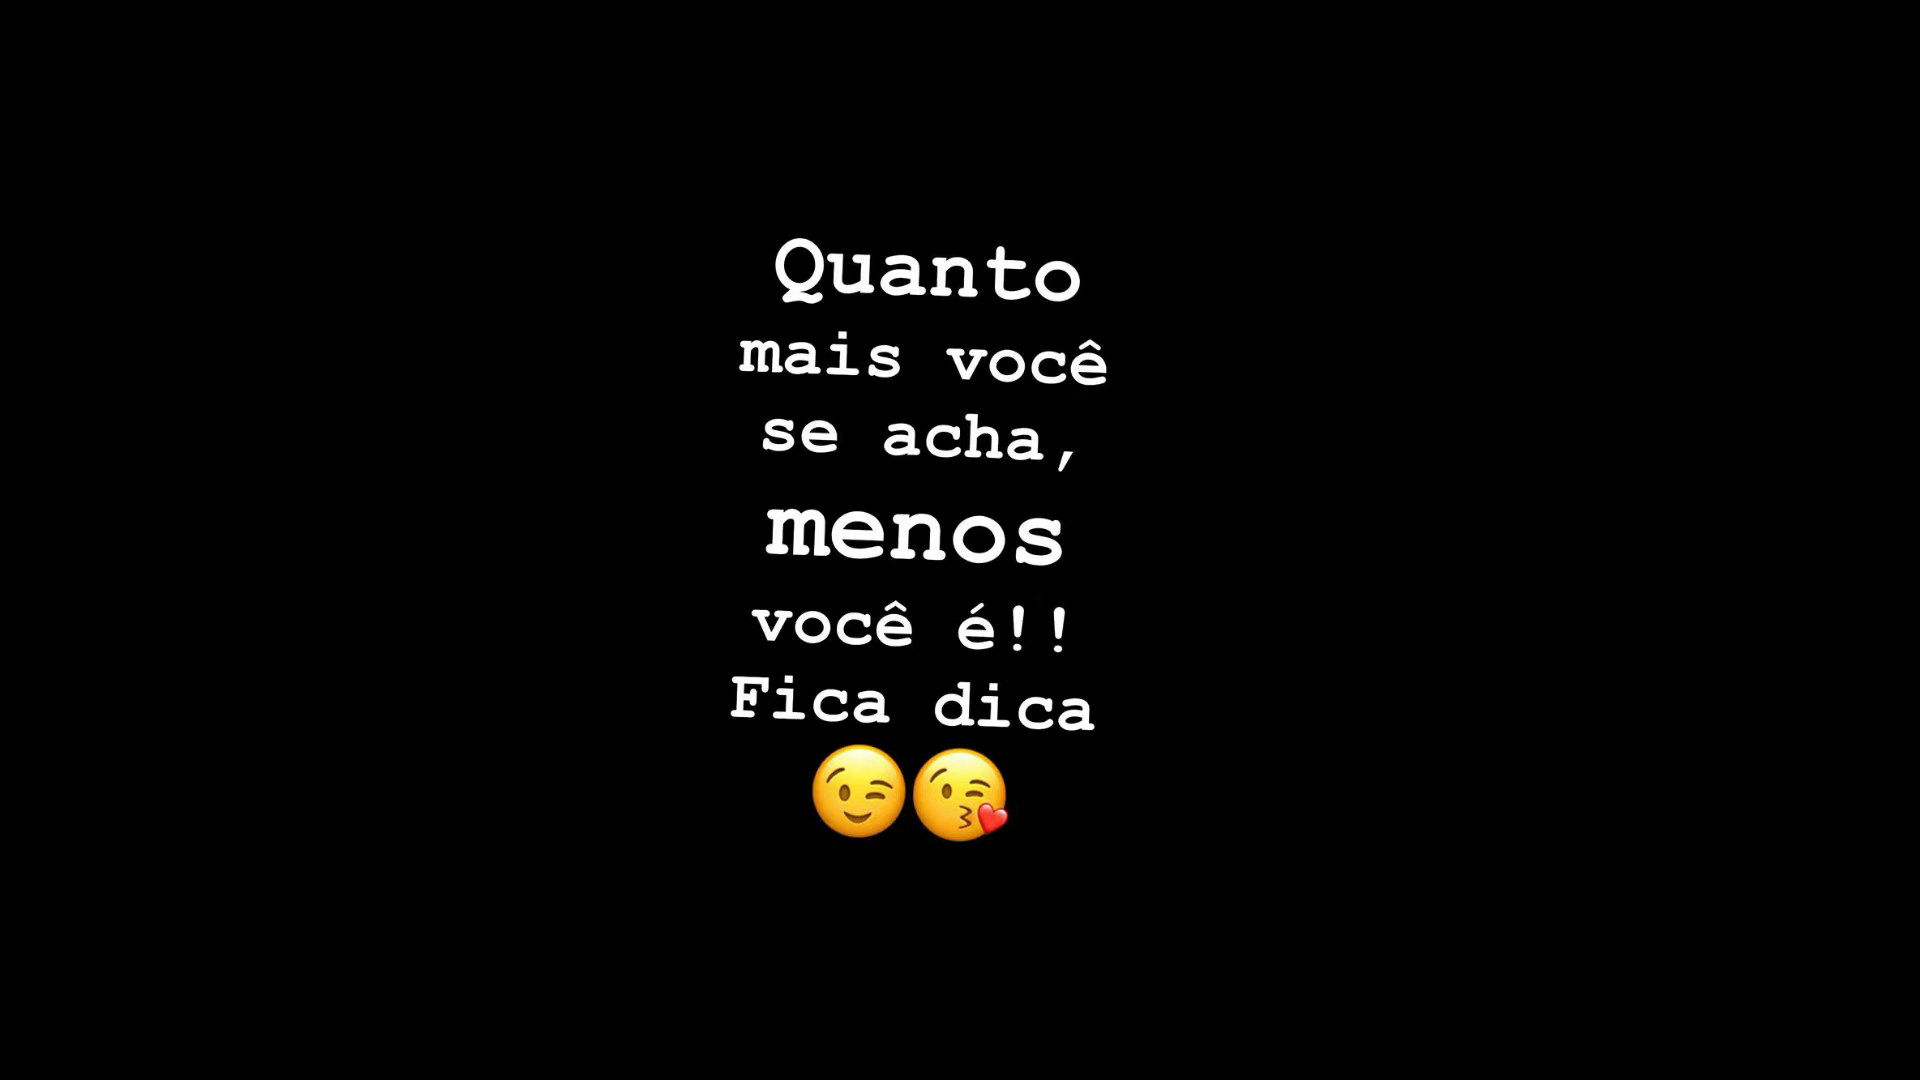 Quanto
mais você
se acha,
menos
você é!!
Fica dica
😉😘